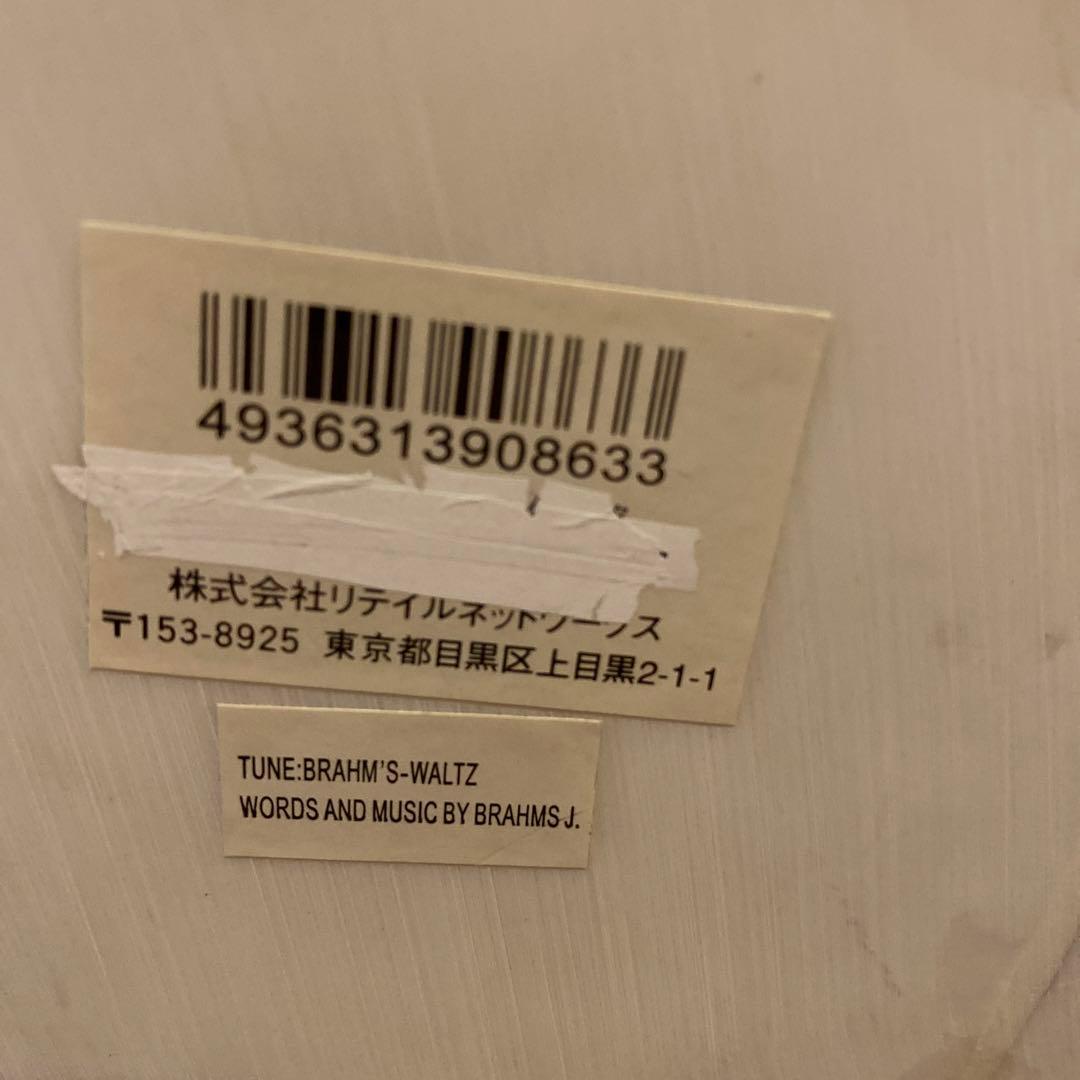 4936313908633
株式会社リテイルネットワークス
〒153-8925 東京都目黒区上目黒2-1-1
TUNE:BRAHM'S-WALTZ
WORDS AND MUSIC BY BRAHMS J.